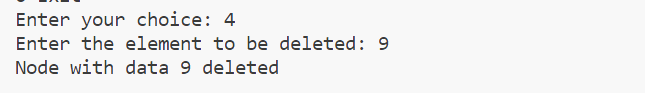 Enter your choice: 4
Enter the element to be deleted: 9
Node with data 9 deleted